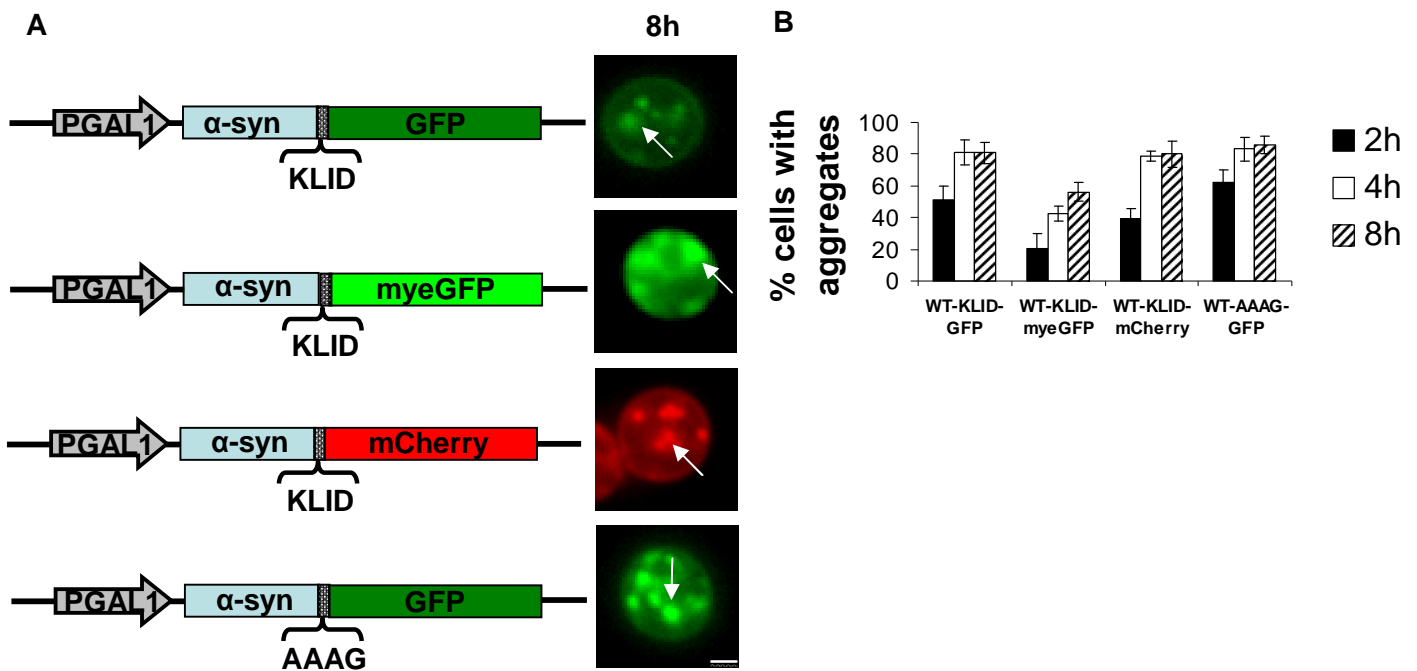 A
8h
PGAL1 α-syn GFP
KLID
PGAL1 α-syn myeGFP
KLID
PGAL1 α-syn mCherry
KLID
PGAL1 α-syn GFP
AAAG
B
% cells with
aggregates
100
80
60
40
20
0
WT-KLID-
GFP
WT-KLID-
myeGFP
WT-KLID-
mCherry
WT-AAAG-
GFP
2h
4h
8h